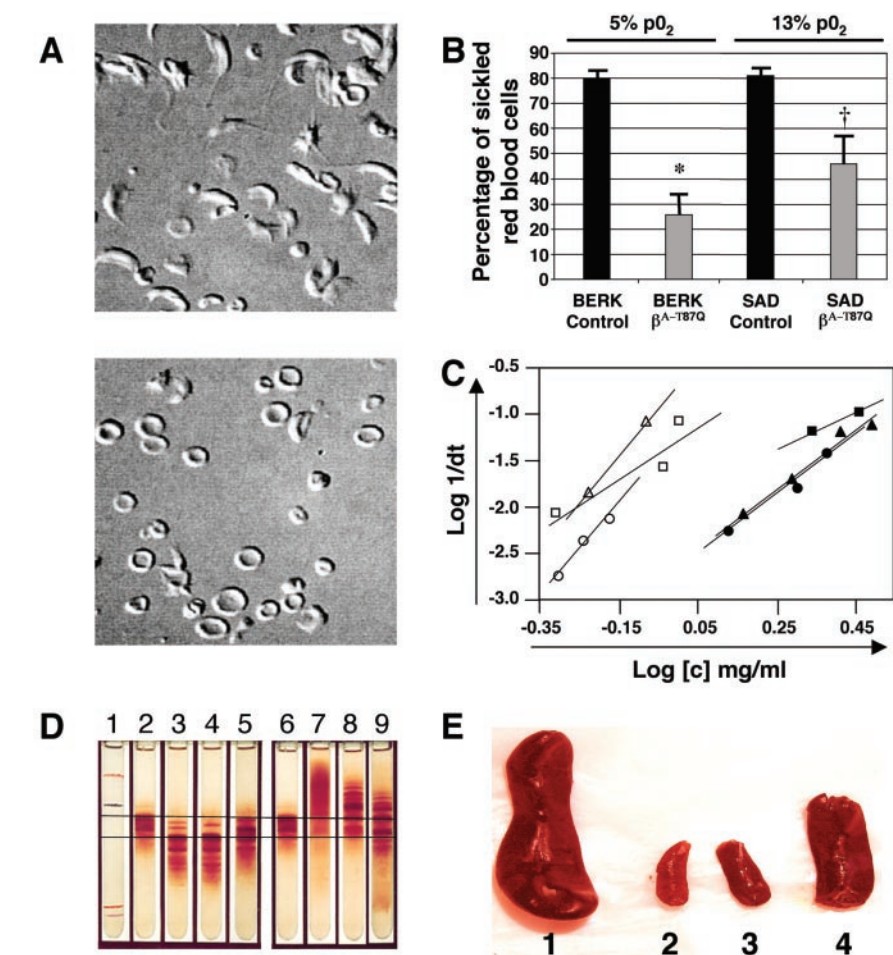 A
B
5% p0₂
13% p0₂
Percentage of sickled
red blood cells
90
80
70
60
50
40
30
20
10
0
*
†
BERK
Control
BERK
βᴬ⁻ᵀ⁸⁷Q
SAD
Control
SAD
βᴬ⁻ᵀ⁸⁷Q
C
Log 1/dt
-0.5
-1.0
-1.5
-2.0
-2.5
-3.0
-0.35 -0.15 0.05 0.25 0.45
Log [c] mg/ml
D
1 2 3 4 5 6 7 8 9
E
1 2 3 4